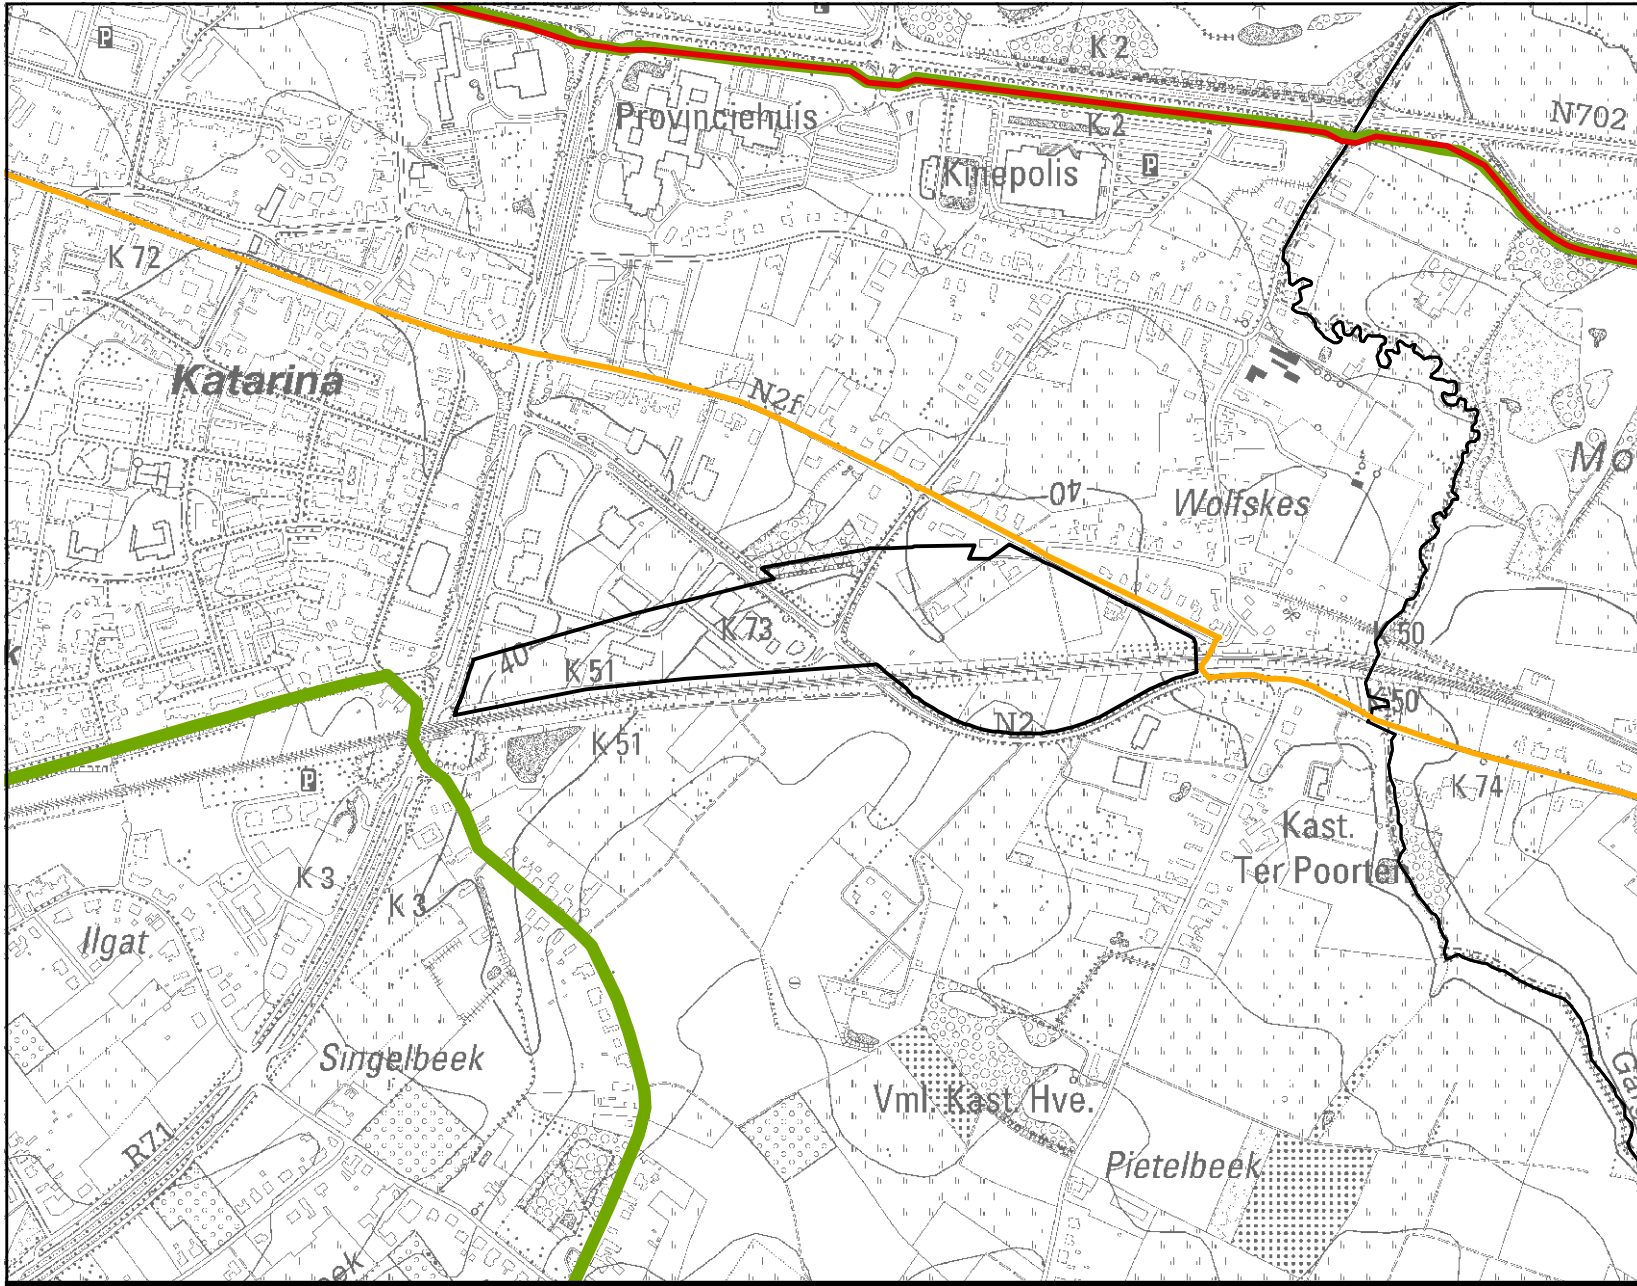 P
K 2
N702
Provinciehuis
K 2
Kinepolis
P
K 72
Katarina
N2f
Mo
40
Wolfskes
K 73
K 50
k
40
K 51
K 50
N2
K 51
P
K 74
Kast.
Ter Poorten
K 3
K 3
Ilgat
Singelbeek
Vml. Kast. Hve.
R71
Pietelbeek